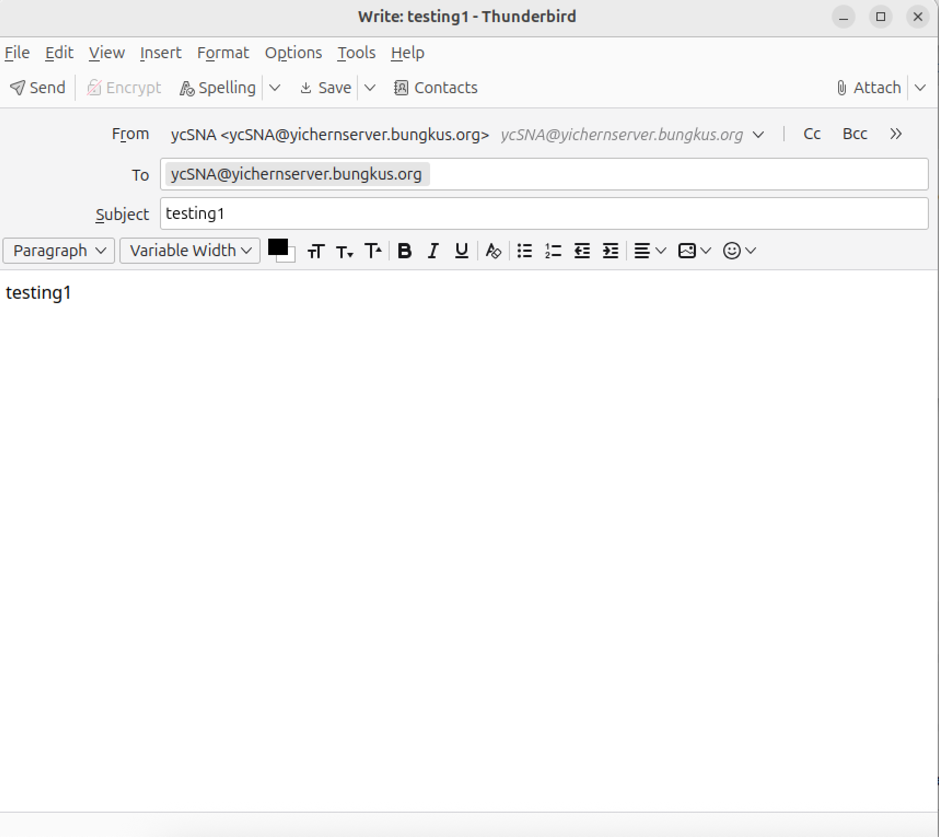 Write: testing1 - Thunderbird
File Edit View Insert Format Options Tools Help
Send Encrypt Spelling Save Contacts Attach
From ycSNA <ycSNA@yichernserver.bungkus.org> ycSNA@yichernserver.bungkus.org Cc Bcc
To ycSNA@yichernserver.bungkus.org
Subject testing1
Paragraph Variable Width
testing1